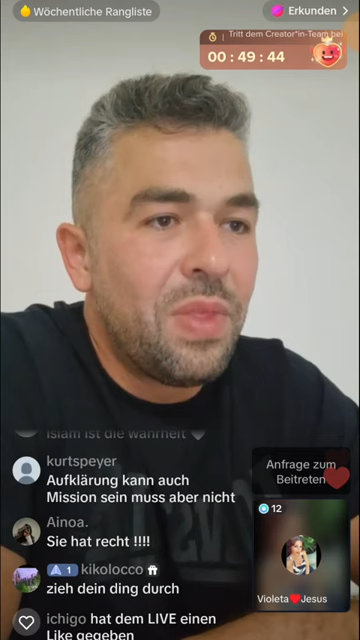 Wöchentliche Rangliste
Erkunden >
Tritt dem Creator*in-Team bei
00 : 49 : 44
islam ist die wahrheit
kurtspeyer
Aufklärung kann auch
Mission sein muss aber nicht
Anfrage zum
Beitreten
Ainoa.
Sie hat recht !!!!
12
1 kikolocco
zieh dein ding durch
Violeta❤️Jesus
ichigo hat dem LIVE einen
Like gegeben